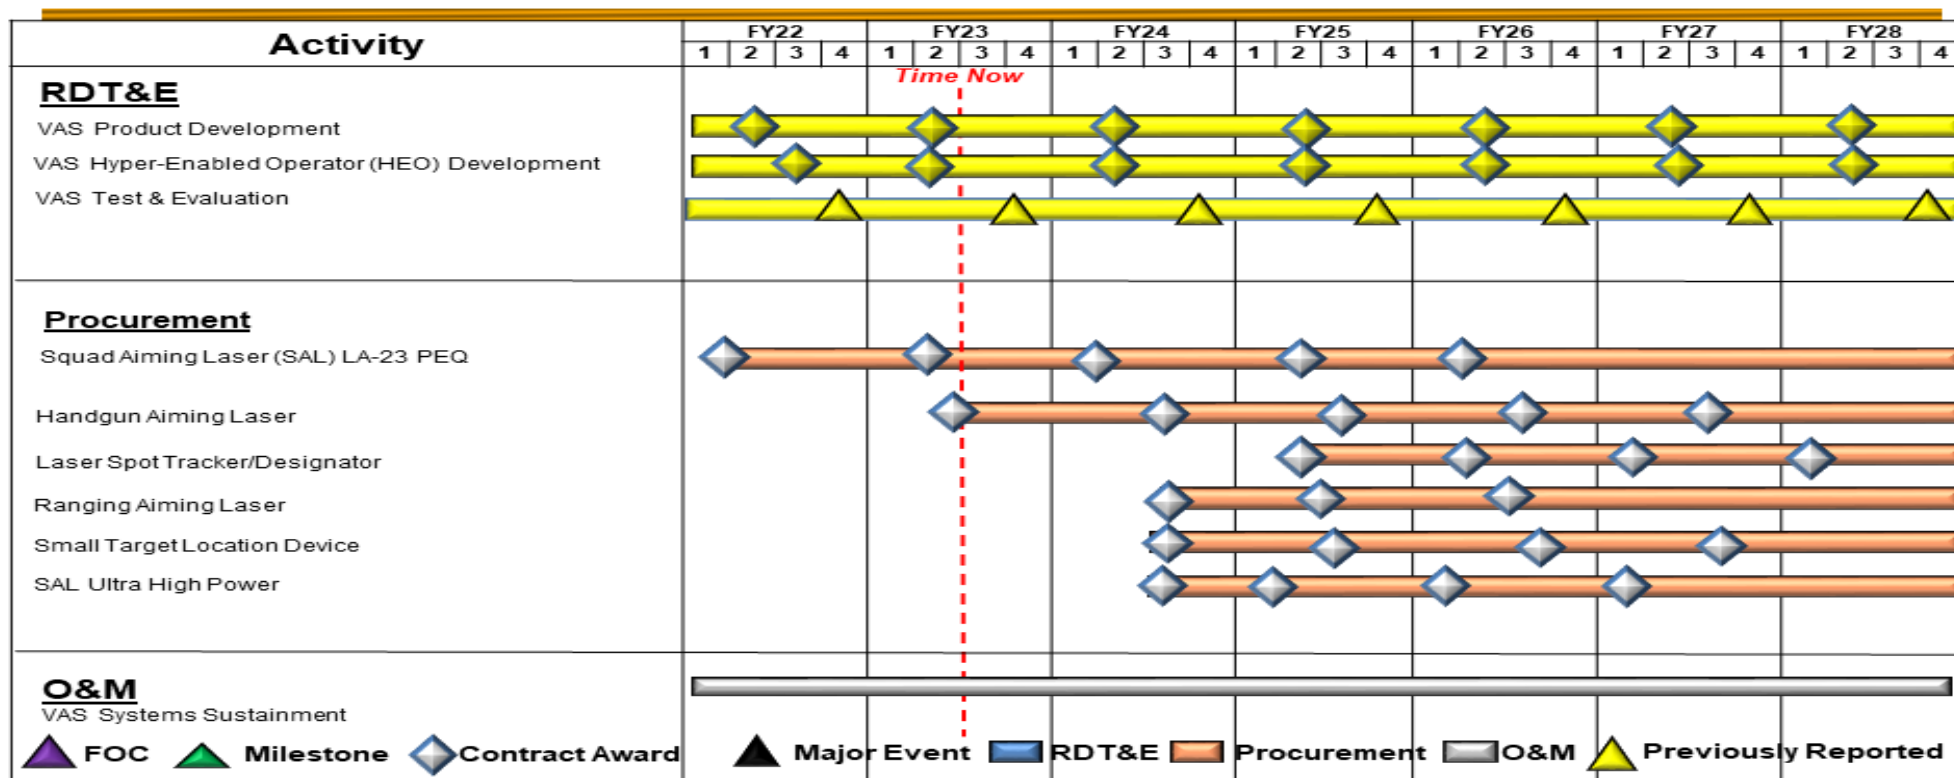 Activity
FY22 FY23 FY24 FY25 FY26 FY27 FY28
1 2 3 4 1 2 3 4 1 2 3 4 1 2 3 4 1 2 3 4 1 2 3 4 1 2 3 4
Time Now
RDT&E
VAS Product Development
VAS Hyper-Enabled Operator (HEO) Development
VAS Test & Evaluation
Procurement
Squad Aiming Laser (SAL) LA-23 PEQ
Handgun Aiming Laser
Laser Spot Tracker/Designator
Ranging Aiming Laser
Small Target Location Device
SAL Ultra High Power
O&M
VAS Systems Sustainment
FOC Milestone Contract Award Major Event RDT&E Procurement O&M Previously Reported